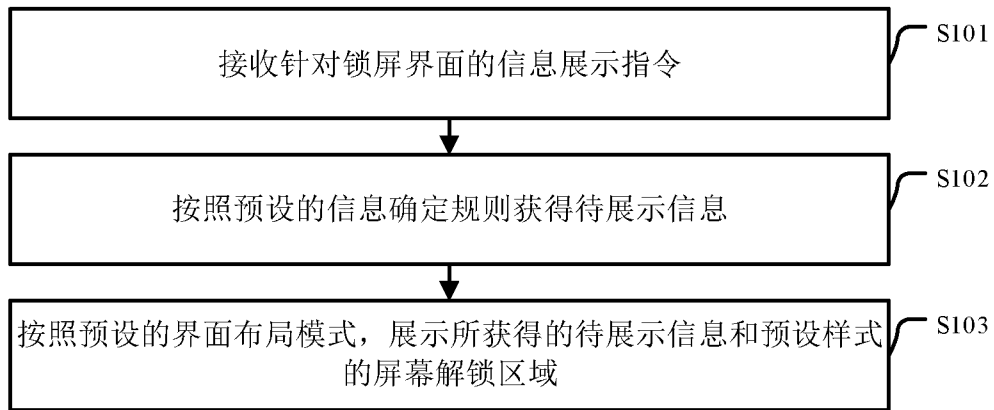 接收针对锁屏界面的信息展示指令
S101
按照预设的信息确定规则获得待展示信息
S102
按照预设的界面布局模式，展示所获得的待展示信息和预设样式
的屏幕解锁区域
S103